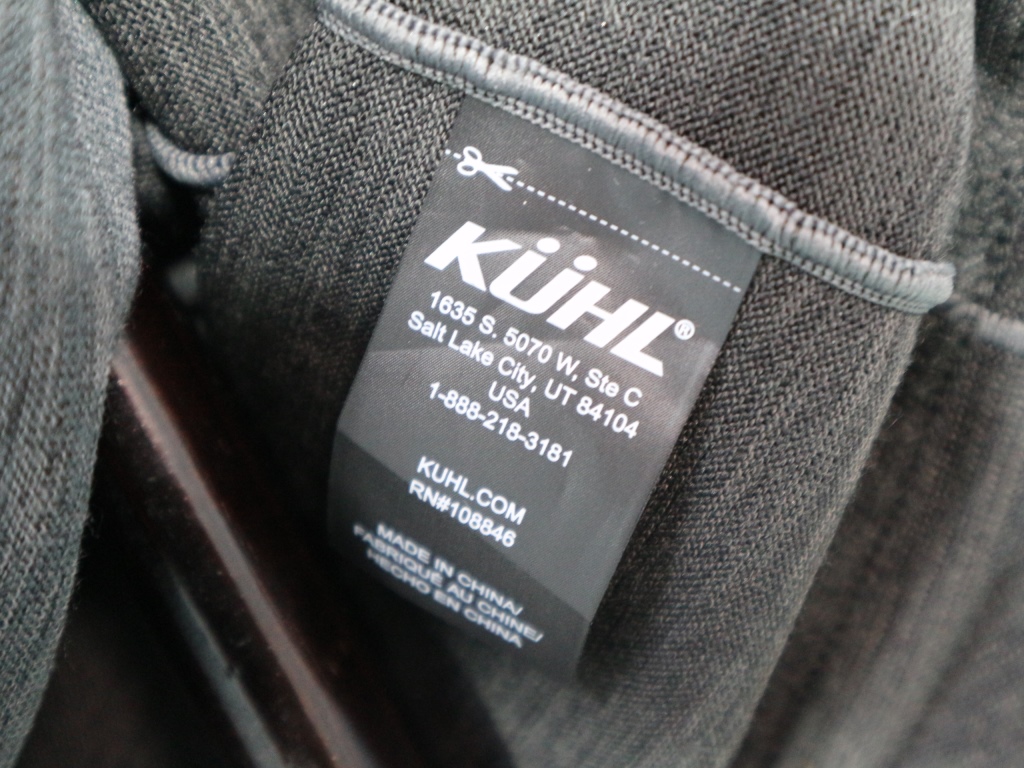 KÜHL®
1635 S. 5070 W, Ste C
Salt Lake City, UT 84104
USA
1-888-218-3181
KUHL.COM
RN#108846
MADE IN CHINA/
FABRIQUÉ AU CHINE/
HECHO EN CHINA